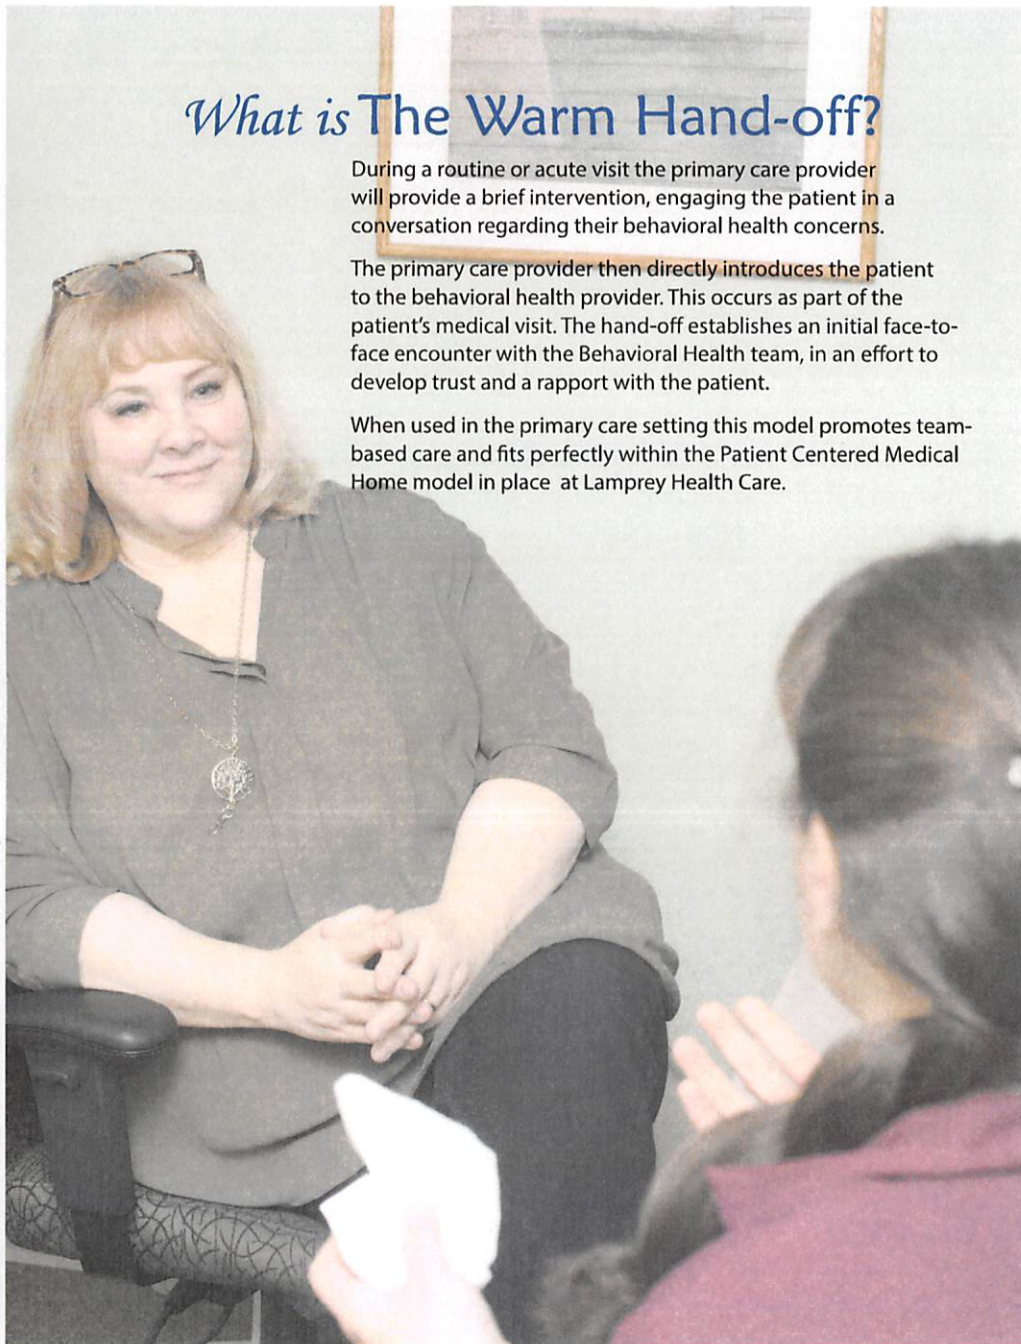 What is The Warm Hand-off?
During a routine or acute visit the primary care provider
will provide a brief intervention, engaging the patient in a
conversation regarding their behavioral health concerns.
The primary care provider then directly introduces the patient
to the behavioral health provider. This occurs as part of the
patient's medical visit. The hand-off establishes an initial face-to-
face encounter with the Behavioral Health team, in an effort to
develop trust and a rapport with the patient.
When used in the primary care setting this model promotes team-
based care and fits perfectly within the Patient Centered Medical
Home model in place at Lamprey Health Care.